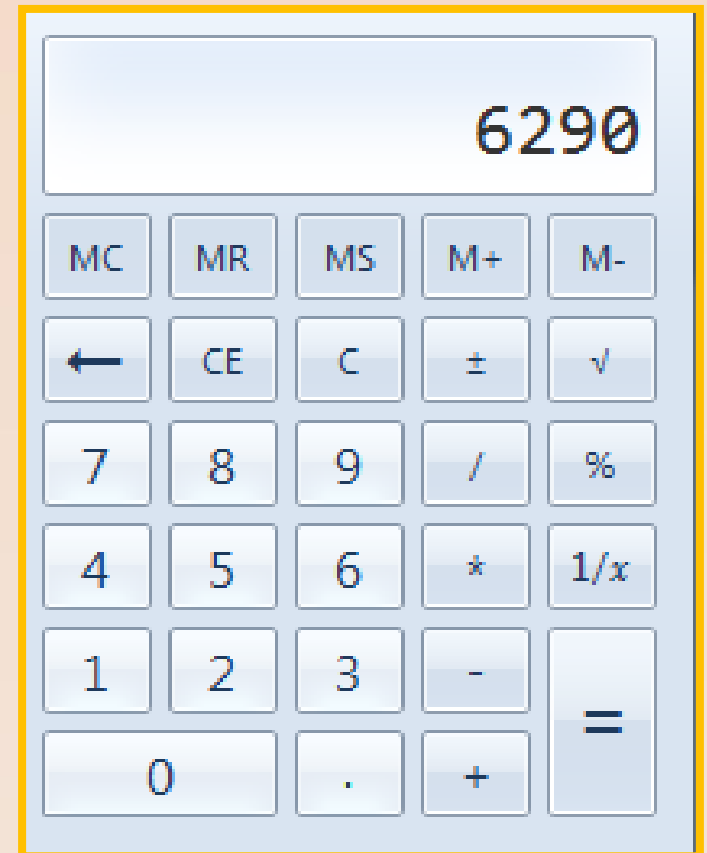 6290
MC MR MS M+ M-
← CE C ± √
7 8 9 / %
4 5 6 * 1/x
1 2 3 - =
0 . +